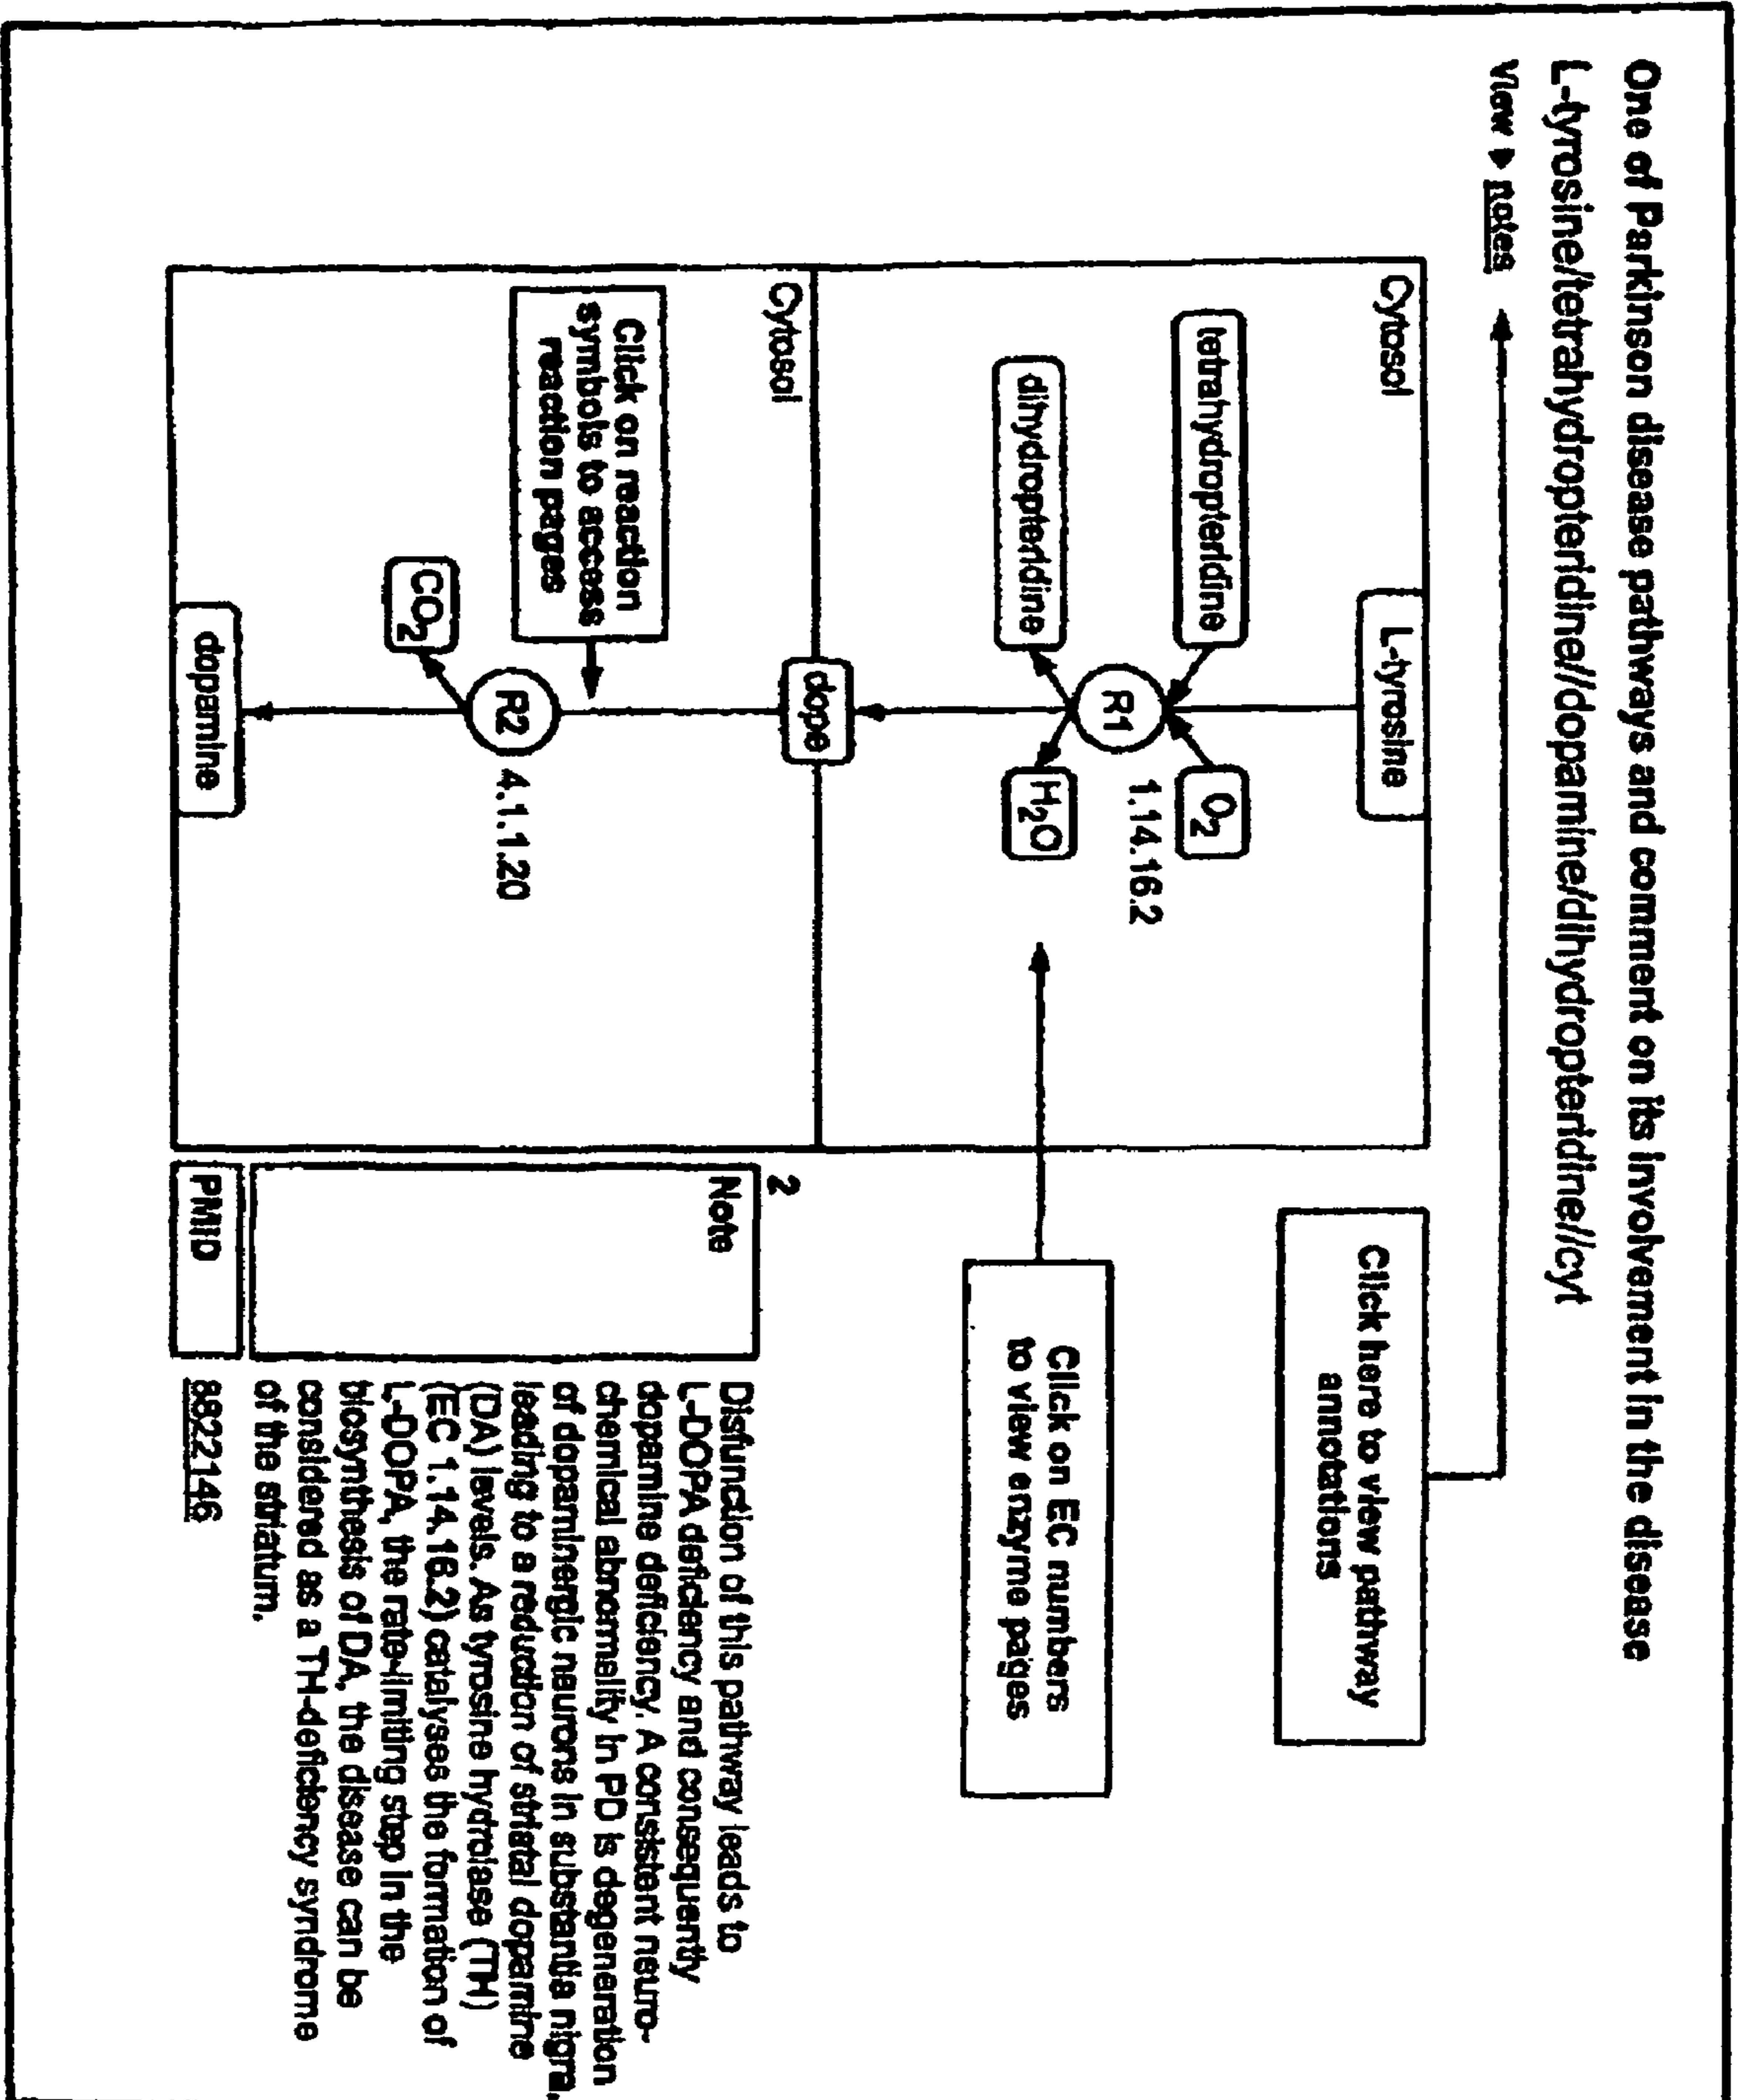 One of Parkinson disease pathways and comment on its involvement in the disease
L-tyrosine/tetrahydropteridine//dopamine/dihydropteridine//cyt
View ▶ notes
Click here to view pathway
annotations
Cytosol
L-tyrosine
tetrahydropteridine
O2
R1
1.14.16.2
dihydropteridine
H2O
Click on EC numbers
to view enzyme pages
dope
Cytosol
Click on reaction
symbols to access
reaction pages
R2
4.1.1.20
CO2
dopamine
2
Note
Disfunction of this pathway leads to
L-DOPA deficiency and consequently
dopamine deficiency. A consistent neuro-
chemical abnormality in PD is degeneration
of dopaminergic neurons in substantia nigra,
leading to a reduction of striatal dopamine
(DA) levels. As tyrosine hydrolase (TH)
(EC 1.14.16.2) catalyses the formation of
L-DOPA, the rate-limiting step in the
biosynthesis of DA, the disease can be
considered as a TH-deficiency syndrome
of the striatum.
PMID
8822146